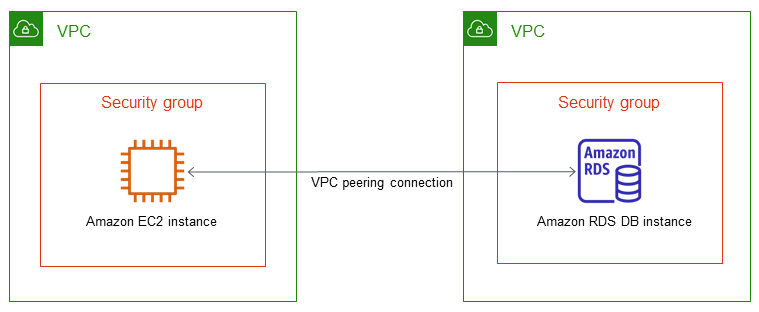 VPC
VPC
Security group
Security group
Amazon
RDS
VPC peering connection
Amazon EC2 instance
Amazon RDS DB instance